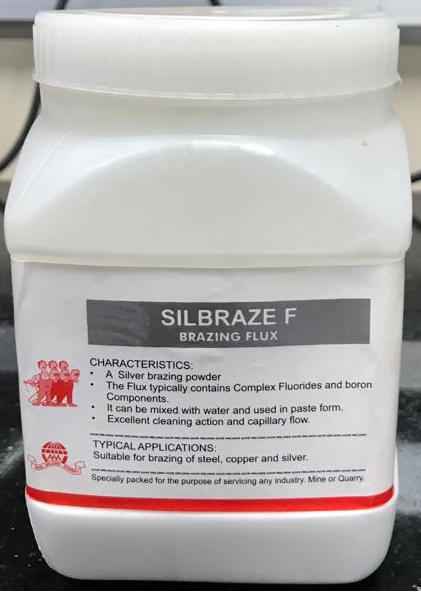 SILBRAZE F
BRAZING FLUX
CHARACTERISTICS:
• A Silver brazing powder
• The Flux typically contains Complex Fluorides and boron
Components.
• It can be mixed with water and used in paste form.
• Excellent cleaning action and capillary flow.
TYPICAL APPLICATIONS:
Suitable for brazing of steel, copper and silver.
Specially packed for the purpose of servicing any industry. Mine or Quarry.